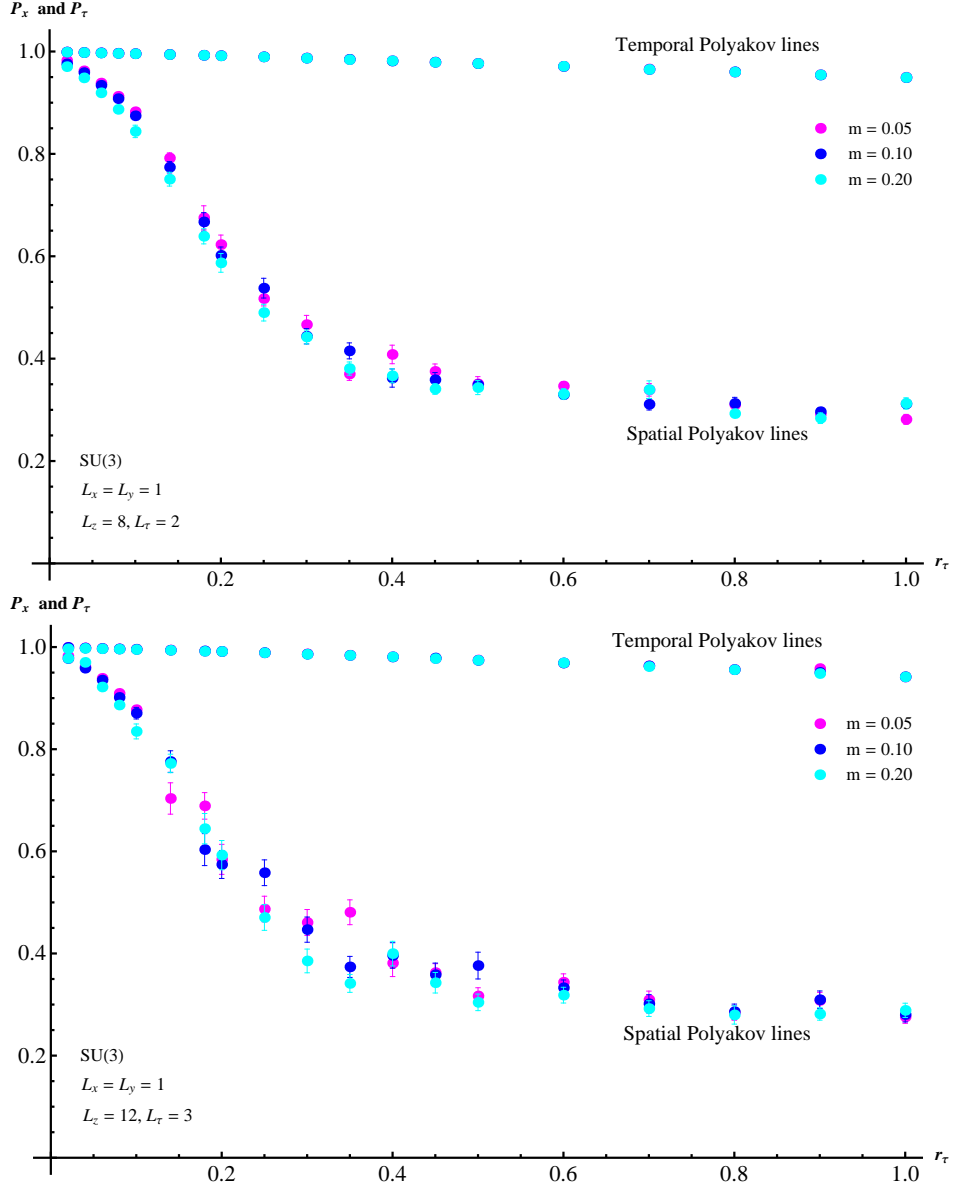 P_x and P_τ
1.0
Temporal Polyakov lines
m = 0.05
m = 0.10
m = 0.20
0.8
0.6
0.4
Spatial Polyakov lines
SU(3)
0.2
L_x = L_y = 1
L_z = 8, L_τ = 2
0.2 0.4 0.6 0.8 1.0 r_τ
P_x and P_τ
1.0
Temporal Polyakov lines
m = 0.05
m = 0.10
m = 0.20
0.8
0.6
0.4
Spatial Polyakov lines
SU(3)
0.2
L_x = L_y = 1
L_z = 12, L_τ = 3
0.2 0.4 0.6 0.8 1.0 r_τ